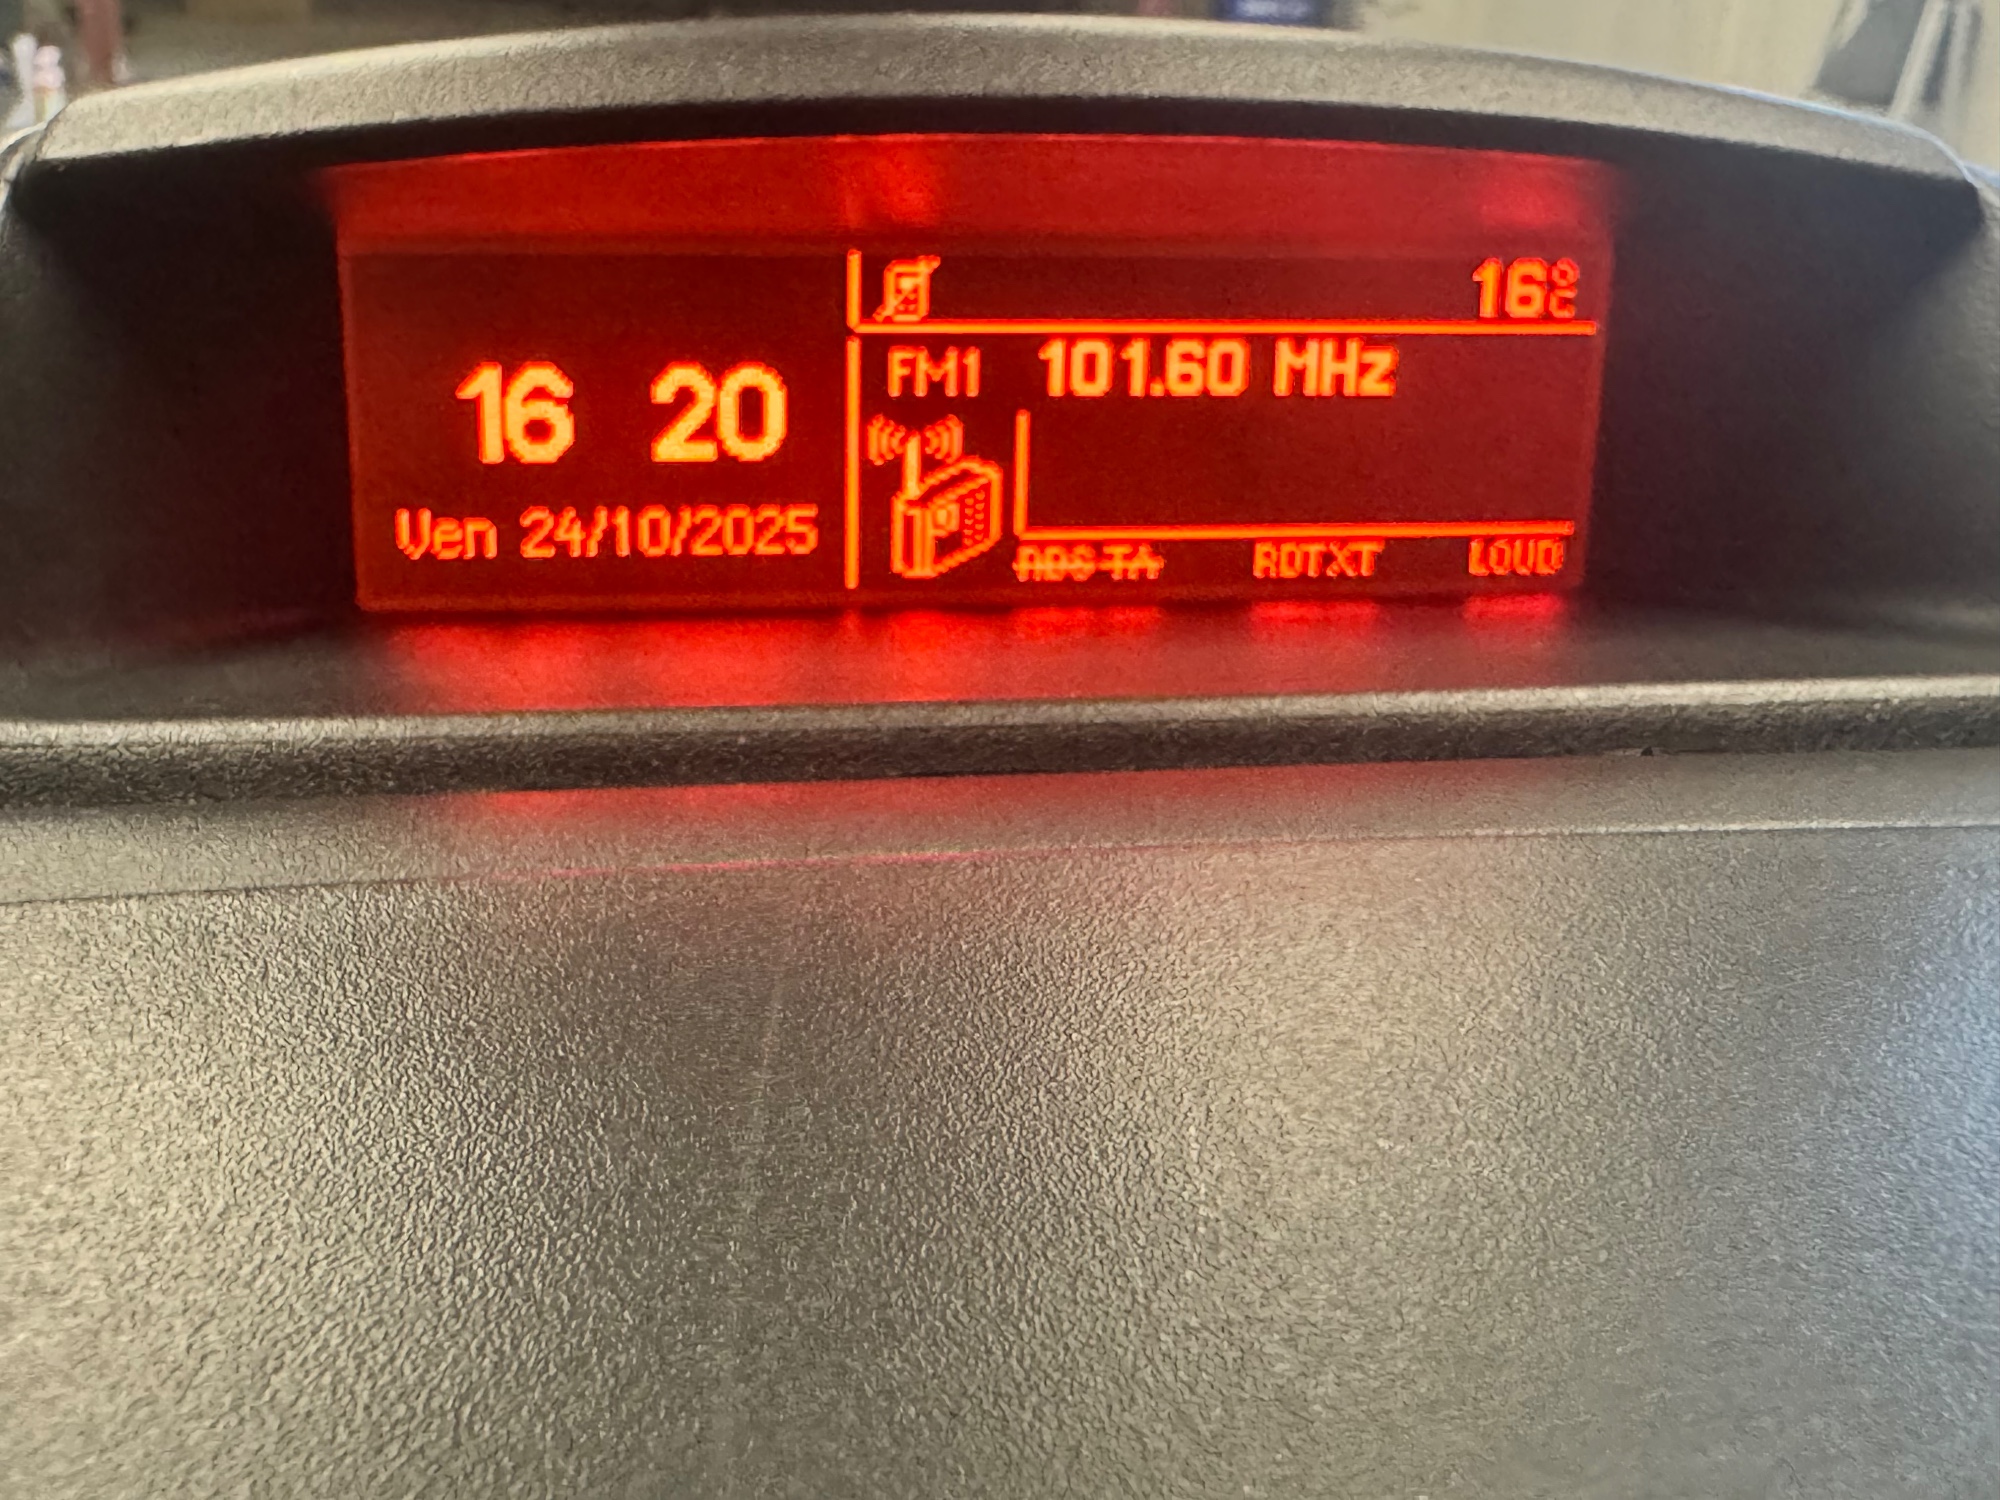 16 20
Ven 24/10/2025
16°C
FM1 101.60 MHz
RDS TA RDTXT LOUD